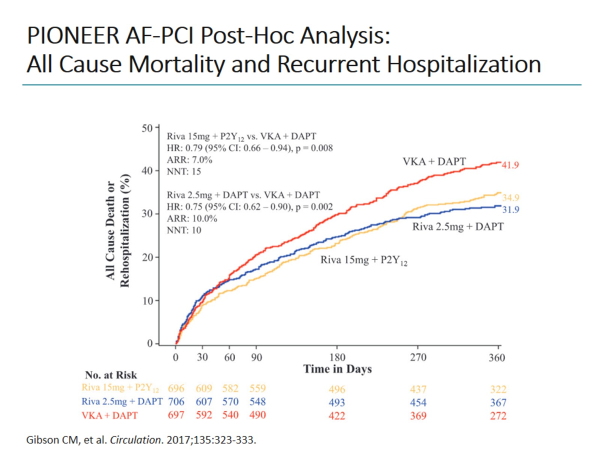 PIONEER AF-PCI Post-Hoc Analysis:
All Cause Mortality and Recurrent Hospitalization
Riva 15mg + P2Y12 vs. VKA + DAPT
HR: 0.79 (95% CI: 0.66 – 0.94), p = 0.008
ARR: 7.0%
NNT: 15
Riva 2.5mg + DAPT vs. VKA + DAPT
HR: 0.75 (95% CI: 0.62 – 0.90), p = 0.002
ARR: 10.0%
NNT: 10
All Cause Death or
Rehospitalization (%)
50
40
30
20
10
0
VKA + DAPT
41.9
34.9
31.9
Riva 2.5mg + DAPT
Riva 15mg + P2Y12
0 30 60 90 180 270 360
Time in Days
No. at Risk
Riva 15mg + P2Y12 696 609 582 559 496 437 322
Riva 2.5mg + DAPT 706 607 570 548 493 454 367
VKA + DAPT 697 592 540 490 422 369 272
Gibson CM, et al. Circulation. 2017;135:323-333.